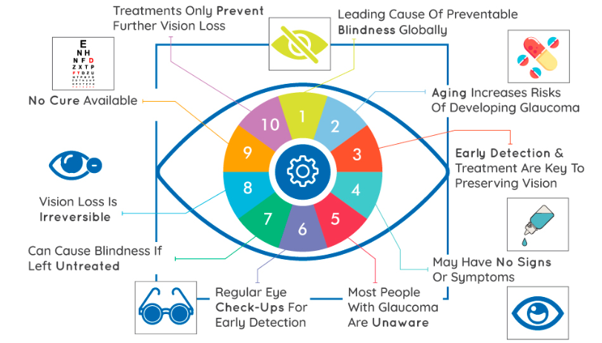 Treatments Only Prevent
Further Vision Loss
Leading Cause Of Preventable
Blindness Globally
E
H N
N F D
Z X T P
No Cure Available
Aging Increases Risks
Of Developing Glaucoma
10
1
2
9
3
8
4
7
6
5
Early Detection &
Treatment Are Key To
Preserving Vision
Vision Loss Is
Irreversible
Can Cause Blindness If
Left Untreated
May Have No Signs
Or Symptoms
Regular Eye
Check-Ups For
Early Detection
Most People
With Glaucoma
Are Unaware